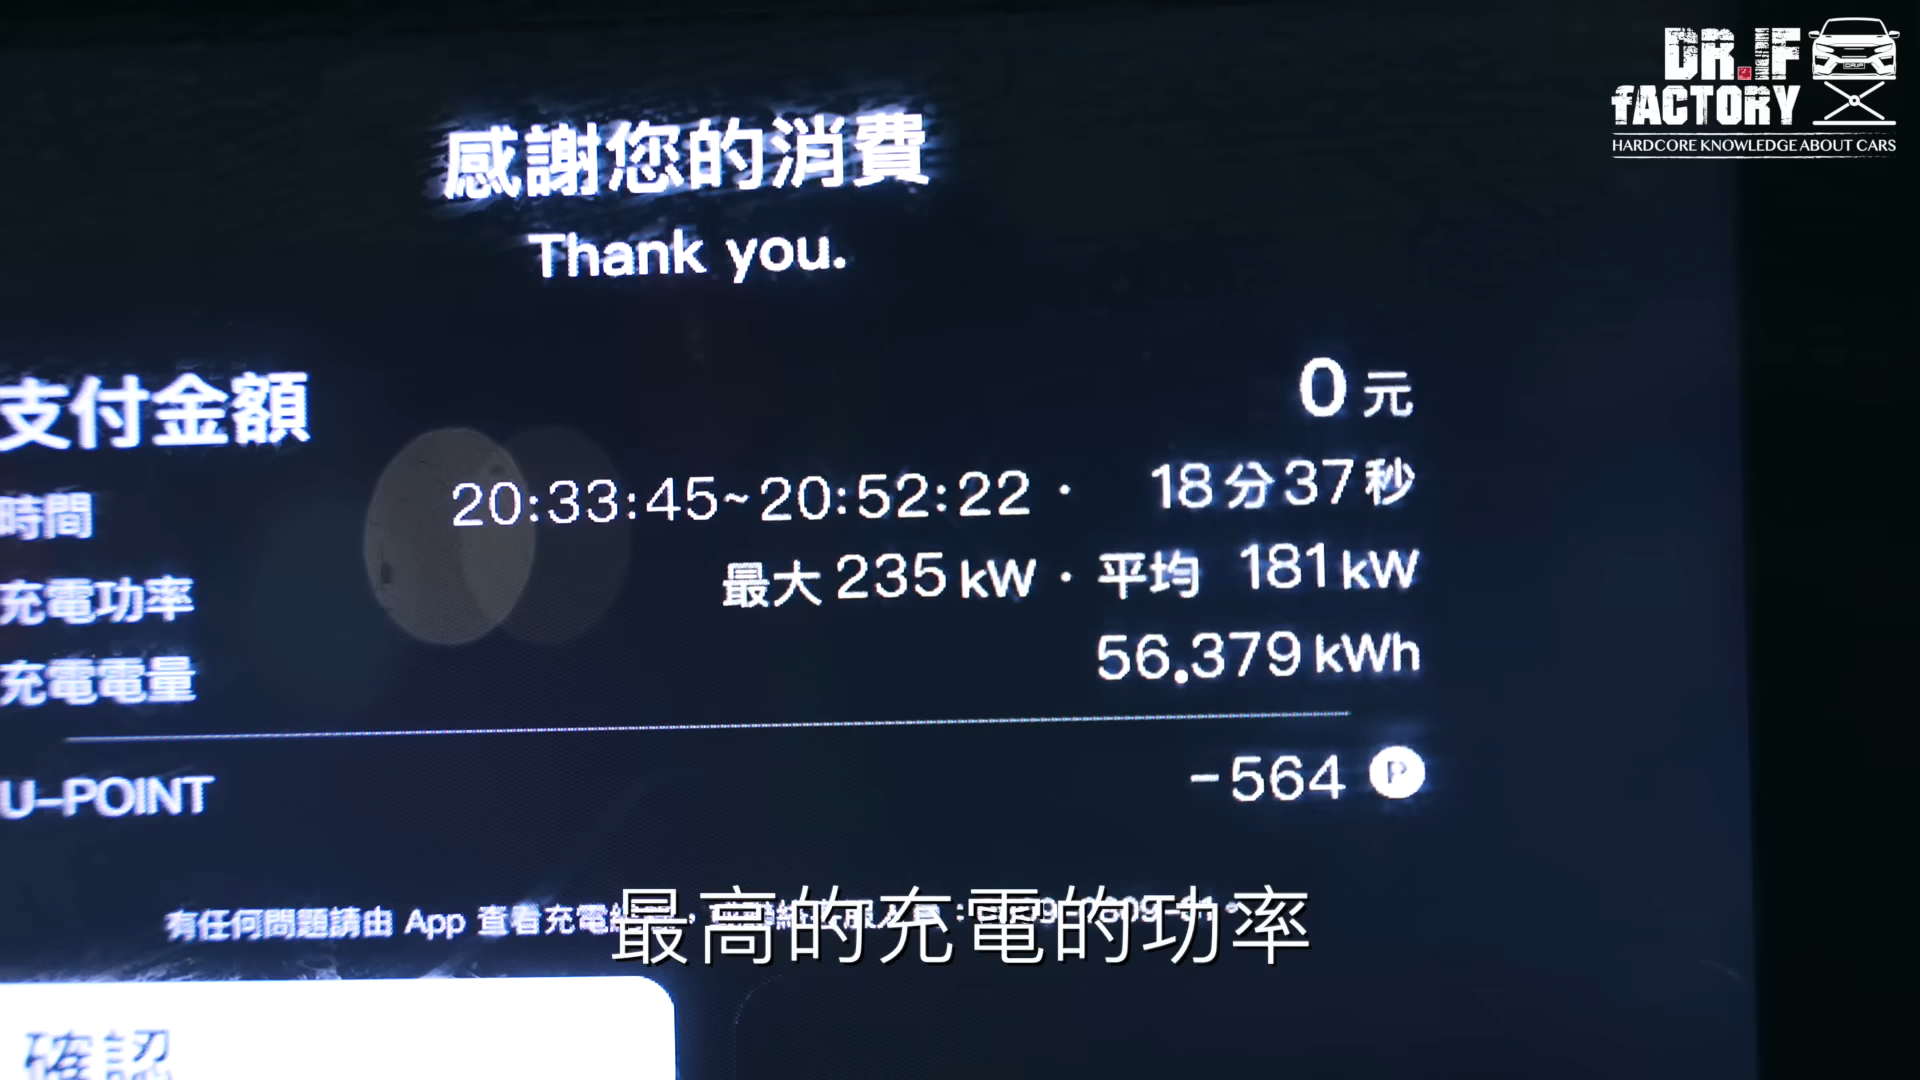 DR.IF
fACTORY
HARDCORE KNOWLEDGE ABOUT CARS
感謝您的消費
Thank you.
支付金額 0 元
時間 20:33:45~20:52:22 · 18分37秒
充電功率 最大 235 kW · 平均 181 kW
充電電量 56.379 kWh
U-POINT -564 P
有任何問題請由 App 查看充電
最高的充電的功率
確認